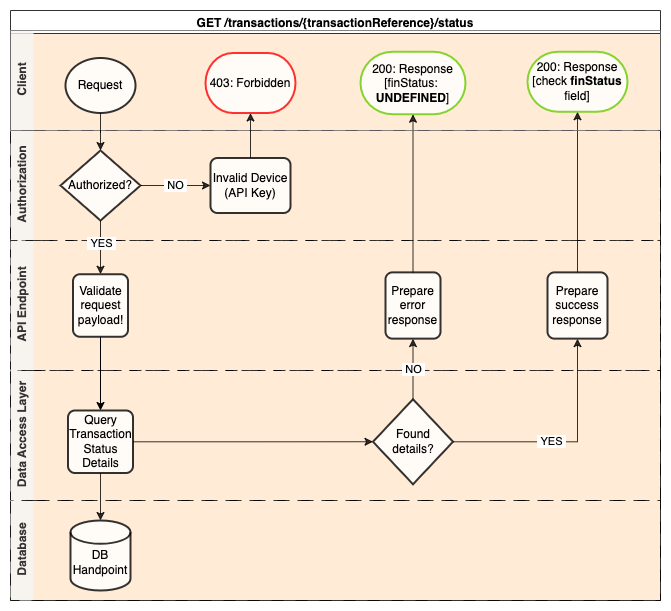 GET /transactions/{transactionReference}/status
Client
Request
403: Forbidden
200: Response
[finStatus:
UNDEFINED]
200: Response
[check finStatus
field]
Authorization
Authorized?
NO
Invalid Device
(API Key)
YES
API Endpoint
Validate
request
payload!
Prepare
error
response
Prepare
success
response
NO
Data Access Layer
Query
Transaction
Status
Details
Found
details?
YES
Database
DB
Handpoint